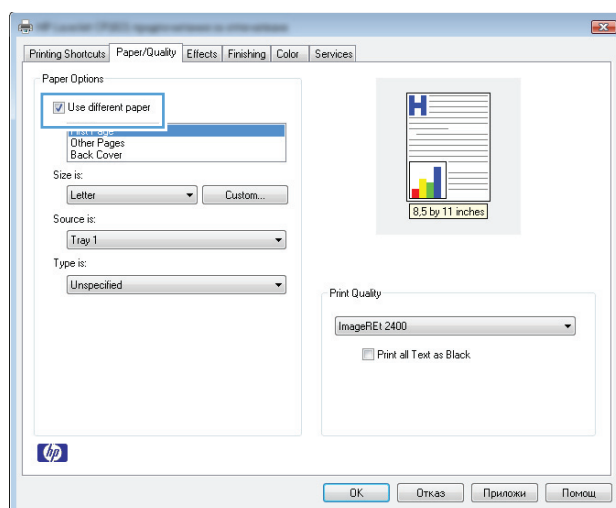 Printing Shortcuts Paper/Quality Effects Finishing Color Services
Paper Options
Use different paper
Other Pages
Back Cover
Size is:
Letter Custom...
Source is:
Tray 1
Type is:
Unspecified
H
8,5 by 11 inches
Print Quality
ImageREt 2400
Print all Text as Black
hp
OK Отказ Приложи Помощ